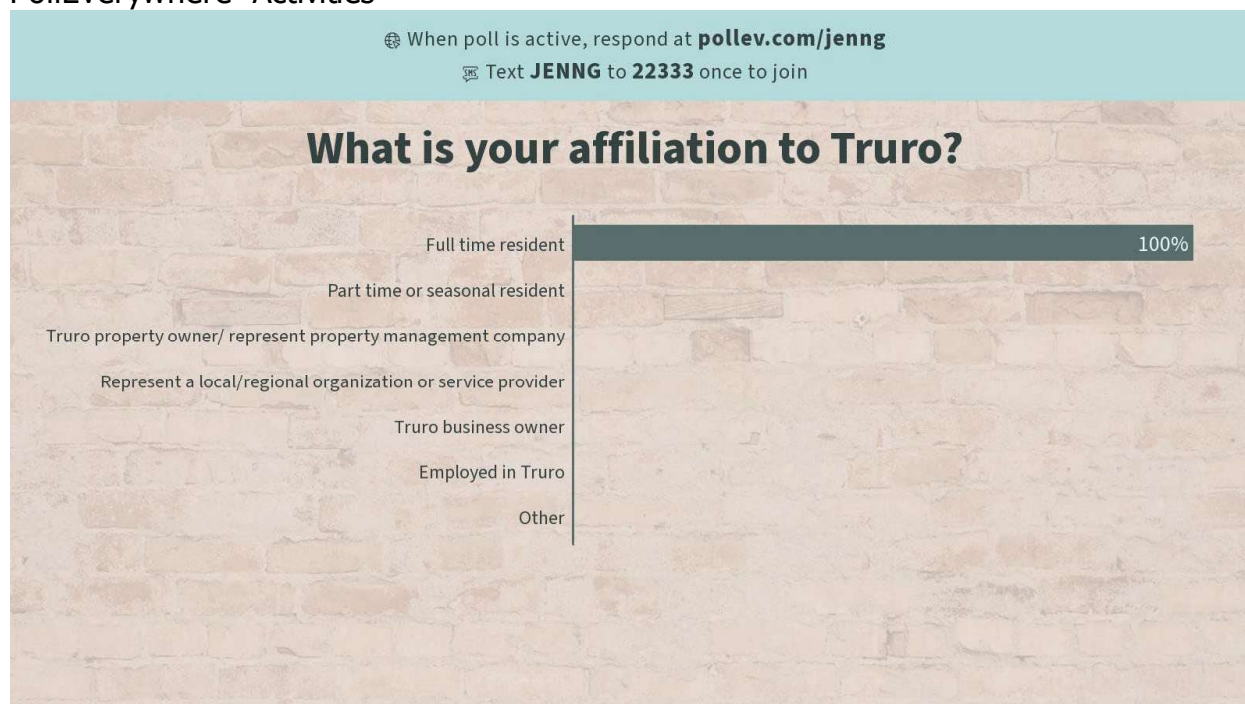 PollEverywhere Activities
When poll is active, respond at pollev.com/jenng
Text JENNG to 22333 once to join
What is your affiliation to Truro?
Full time resident 100%
Part time or seasonal resident
Truro property owner/ represent property management company
Represent a local/regional organization or service provider
Truro business owner
Employed in Truro
Other